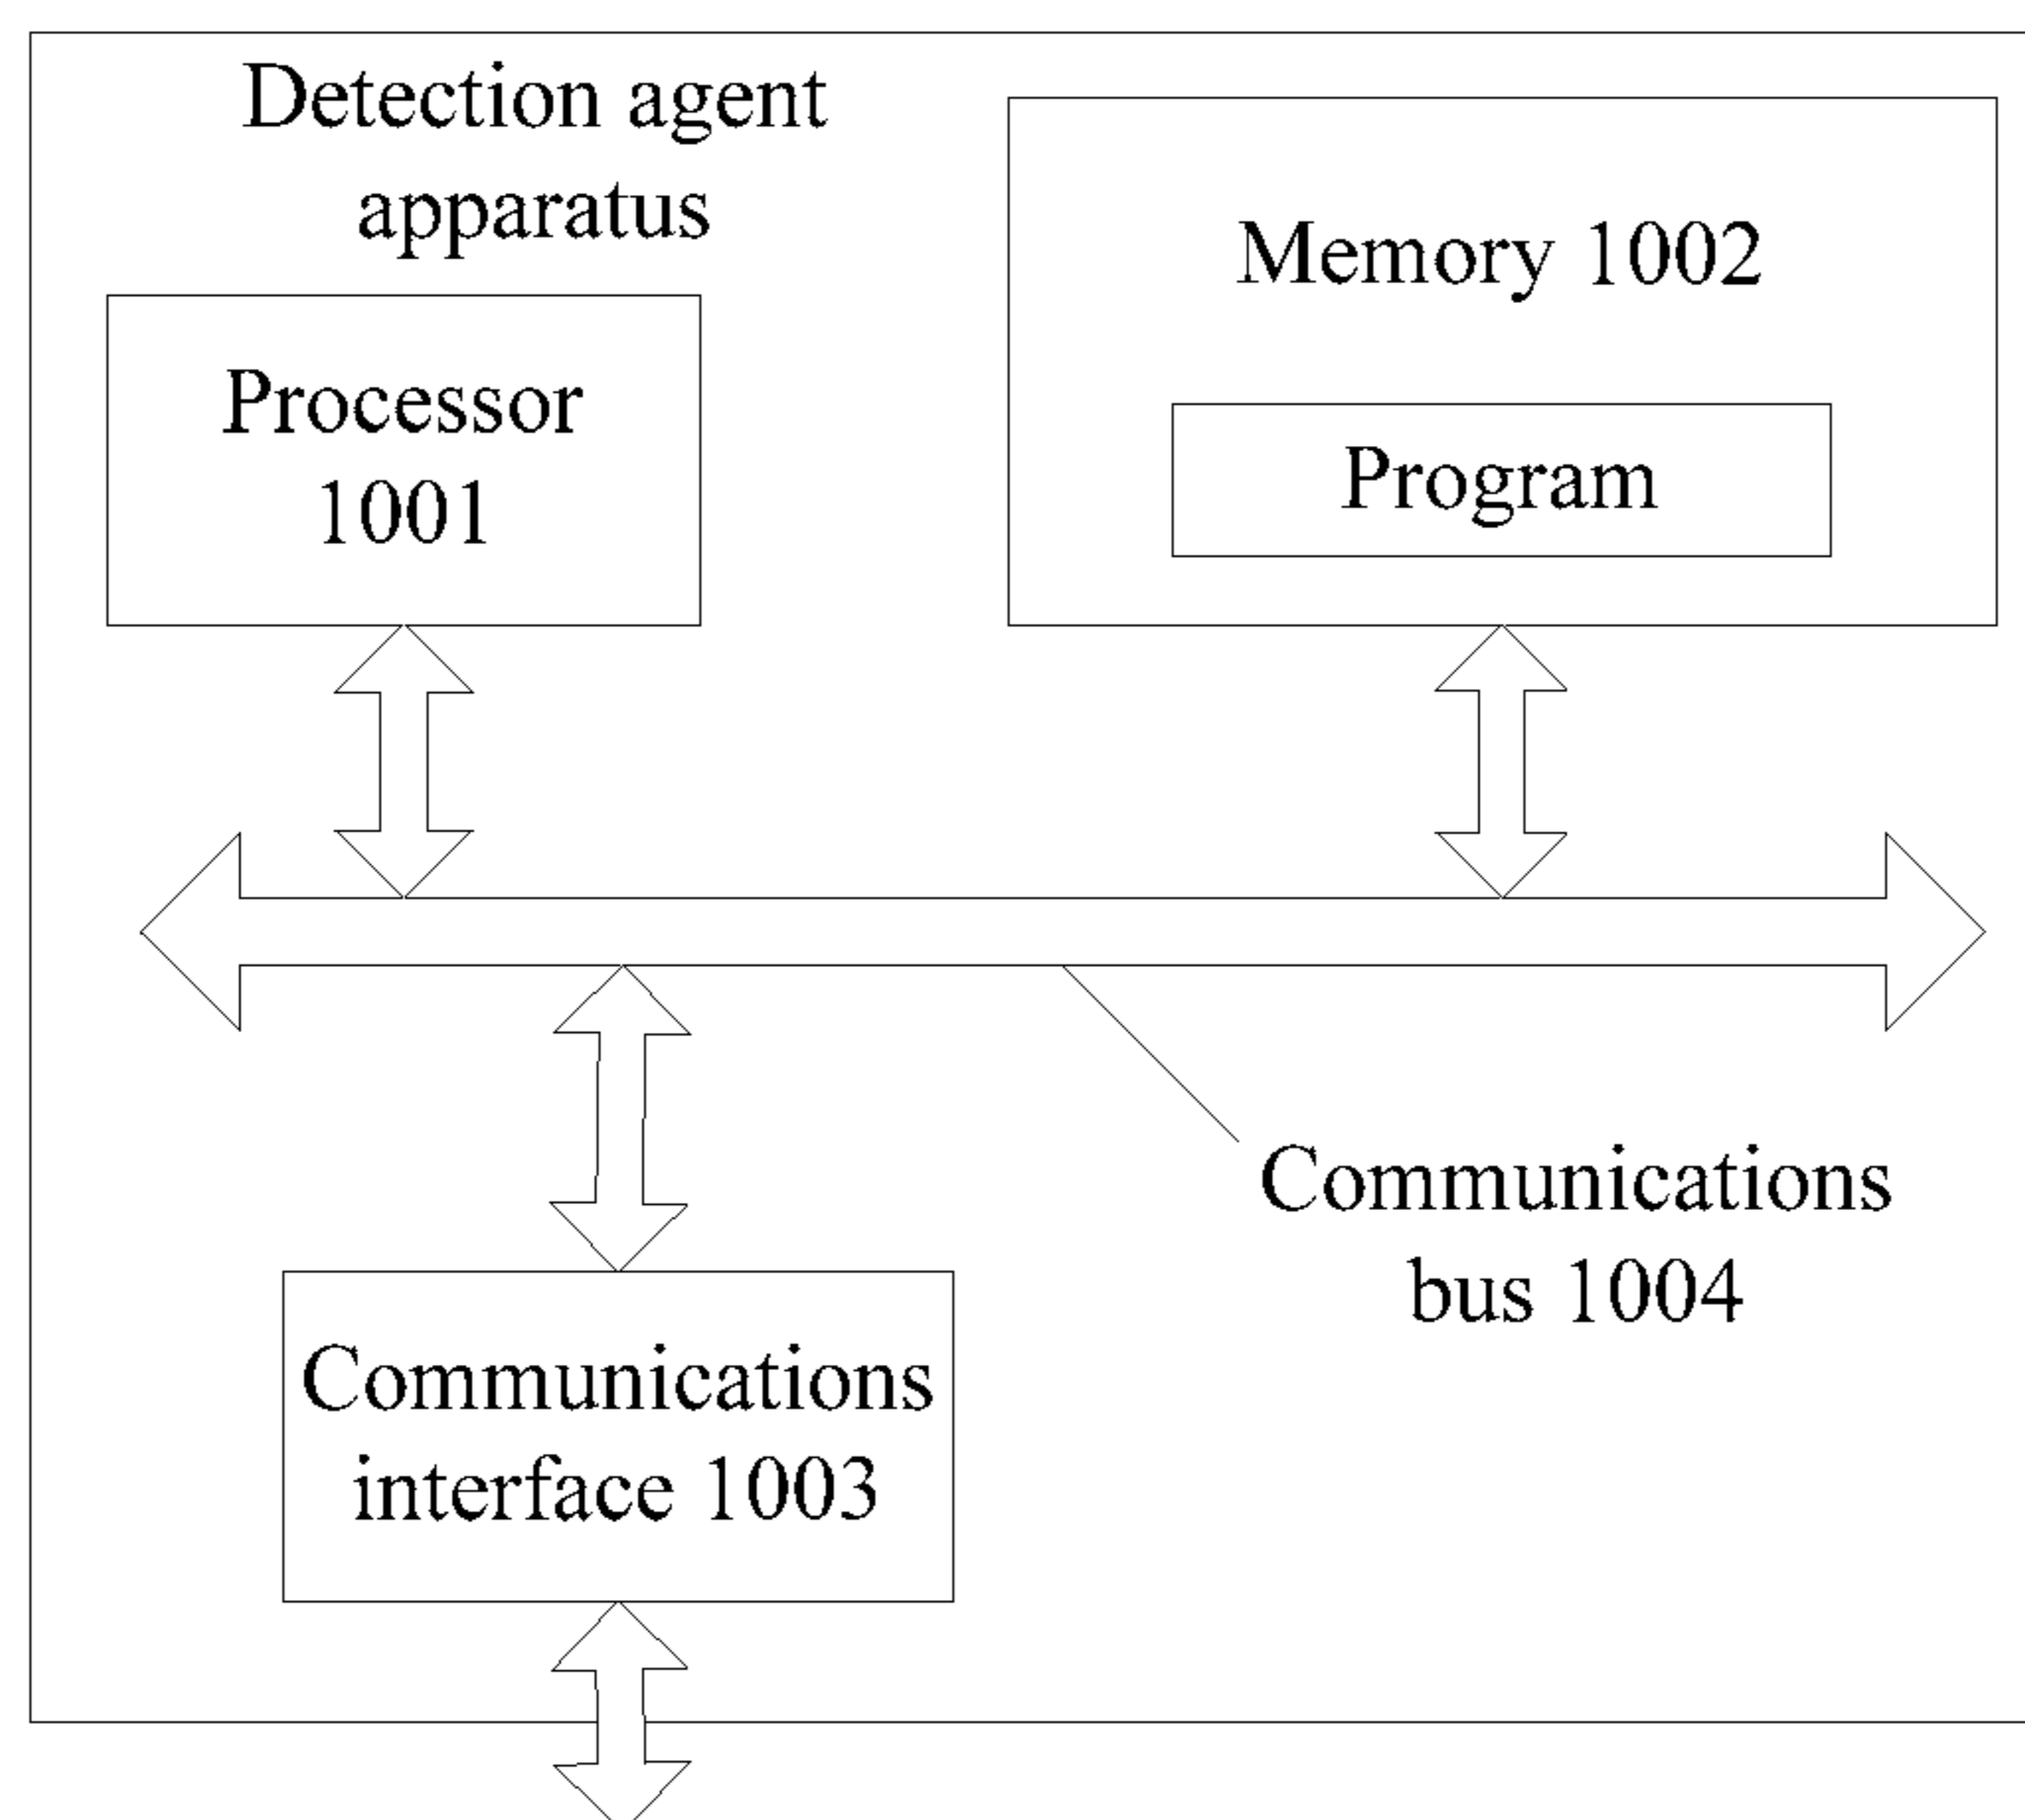 Detection agent
apparatus
Memory 1002
Processor
1001
Program
Communications
bus 1004
Communications
interface 1003